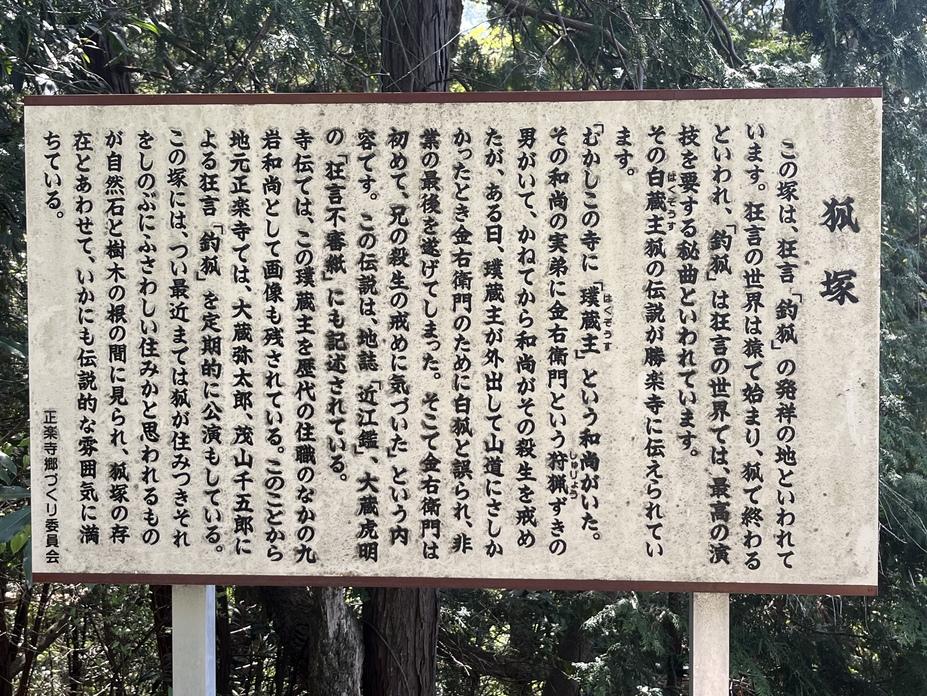 狐塚
この塚は、狂言「釣狐」の発祥の地といわれて
います。狂言の世界は猿で始まり、狐で終わる
といわれ、「釣狐」は狂言の世界では、最高の演
技を要する秘曲といわれています。
その白蔵主狐の伝説が勝楽寺に伝えられてい
はくぞうす
ます。
「むかしこの寺に「璞蔵主」という和尚がいた。
はくぞうす
その和尚の実弟に金右衛門という狩猟ずきの
しゅりょう
男がいて、かねてから和尚がその殺生を戒め
たが、ある日、璞蔵主が外出して山道にさしか
かったとき金右衛門のために白狐と誤られ、非
業の最後を遂げてしまった。そこで金右衛門は
初めて、兄の殺生の戒めに気づいた」という内
容です。この伝説は、地誌「近江鑑」、大蔵虎明
の「狂言不審紙」にも記述されている。
寺伝では、この璞蔵主を歴代の住職のなかの九
岩和尚として画像も残されている。このことから
地元正楽寺では、大蔵弥太郎、茂山千五郎に
よる狂言「釣狐」を定期的に公演もしている。
この塚には、つい最近までは狐が住みつきそれ
をしのぶにふさわしい住みかと思われるもの
が自然石と樹木の根の間に見られ、狐塚の存
在とあわせて、いかにも伝説的な雰囲気に満
ちている。
正楽寺郷づくり委員会